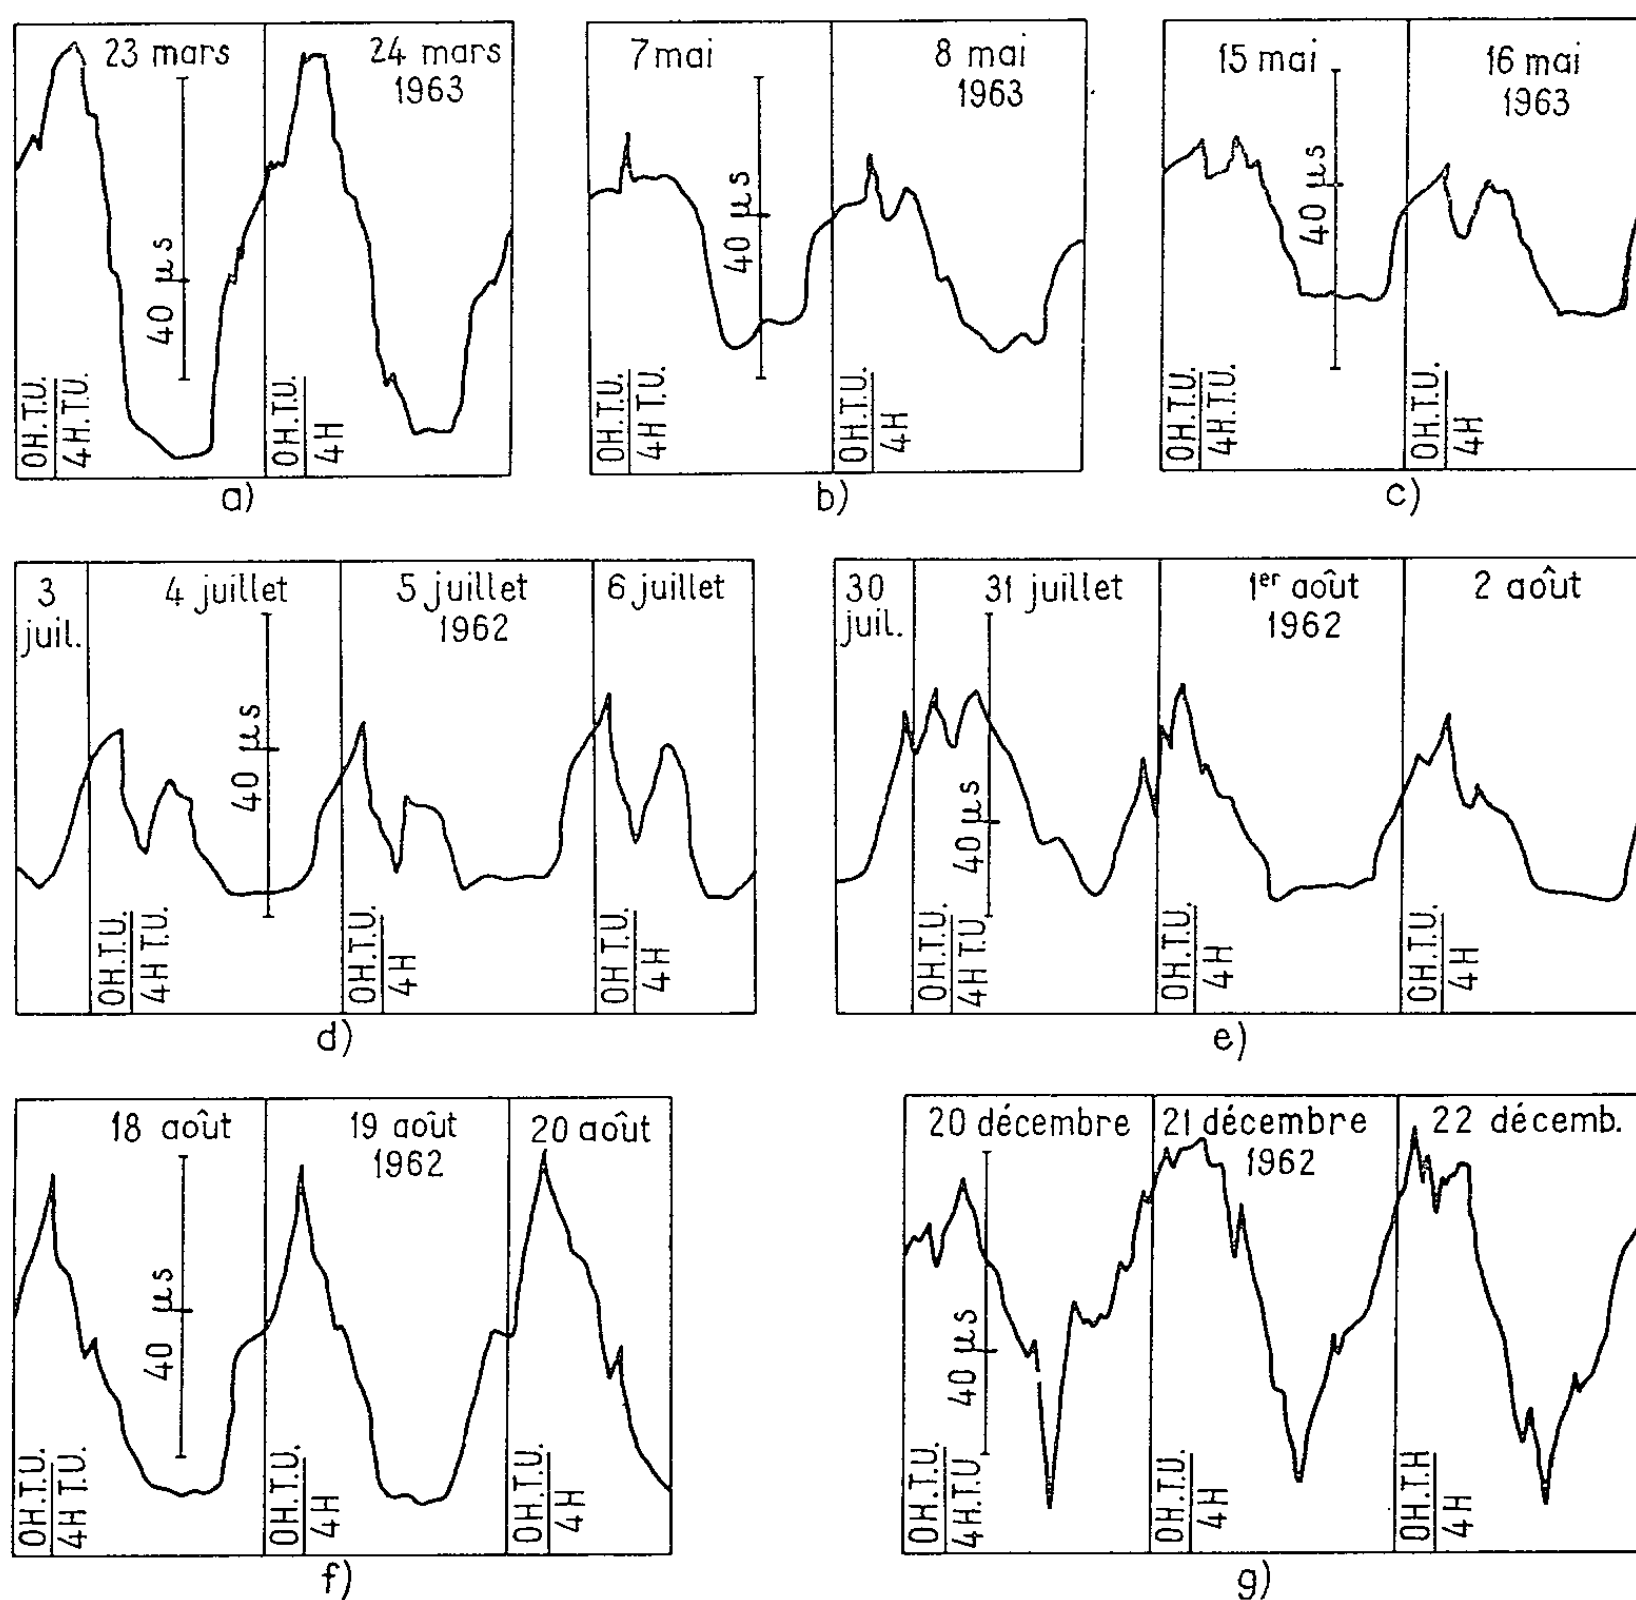 23 mars
24 mars
1963
40 μs
0H.T.U.
4H.T.U.
0H.T.U.
4H
a)
7 mai
8 mai
1963
40 μs
0H.T.U.
4H T.U.
0H.T.U.
4H
b)
15 mai
16 mai
1963
40 μs
0H.T.U.
4H.T.U.
0H.T.U.
4H
c)
3
juil.
4 juillet
5 juillet
1962
6 juillet
40 μs
0H.T.U.
4H T.U.
0H.T.U.
4H
0H T.U.
4H
d)
30
juil.
31 juillet
1er août
1962
2 août
40 μs
0H.T.U.
4H T.U.
0H.T.U.
4H
0H.T.U.
4H
e)
18 août
19 août
1962
20 août
40 μs
0H.T.U.
4H T.U.
0H.T.U.
4H
0H.T.U.
4H
f)
20 décembre
21 décembre
1962
22 décemb.
40 μs
0H.T.U.
4H.T.U,
0H.T.U.
4H
0H.T.H
4H
g)